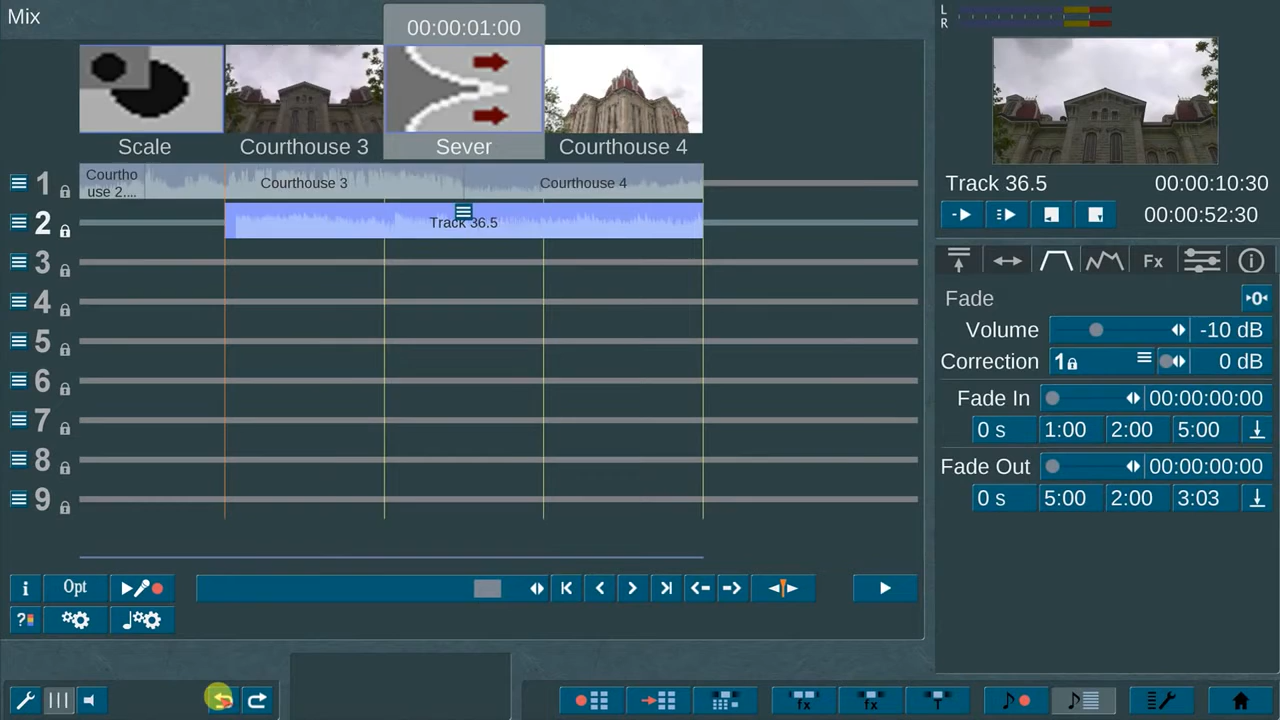 Mix
00:00:01:00
Scale
Courthouse 3
Sever
Courthouse 4
L
R
1
Courtho
use 2....
Courthouse 3
Courthouse 4
2
Track 36.5
3
4
5
6
7
8
9
Track 36.5
00:00:10:30
00:00:52:30
Fx
Fade
Volume
-10 dB
Correction
1
0 dB
Fade In
00:00:00:00
0 s
1:00
2:00
5:00
Fade Out
00:00:00:00
0 s
5:00
2:00
3:03
i
Opt
?
fx
fx
T